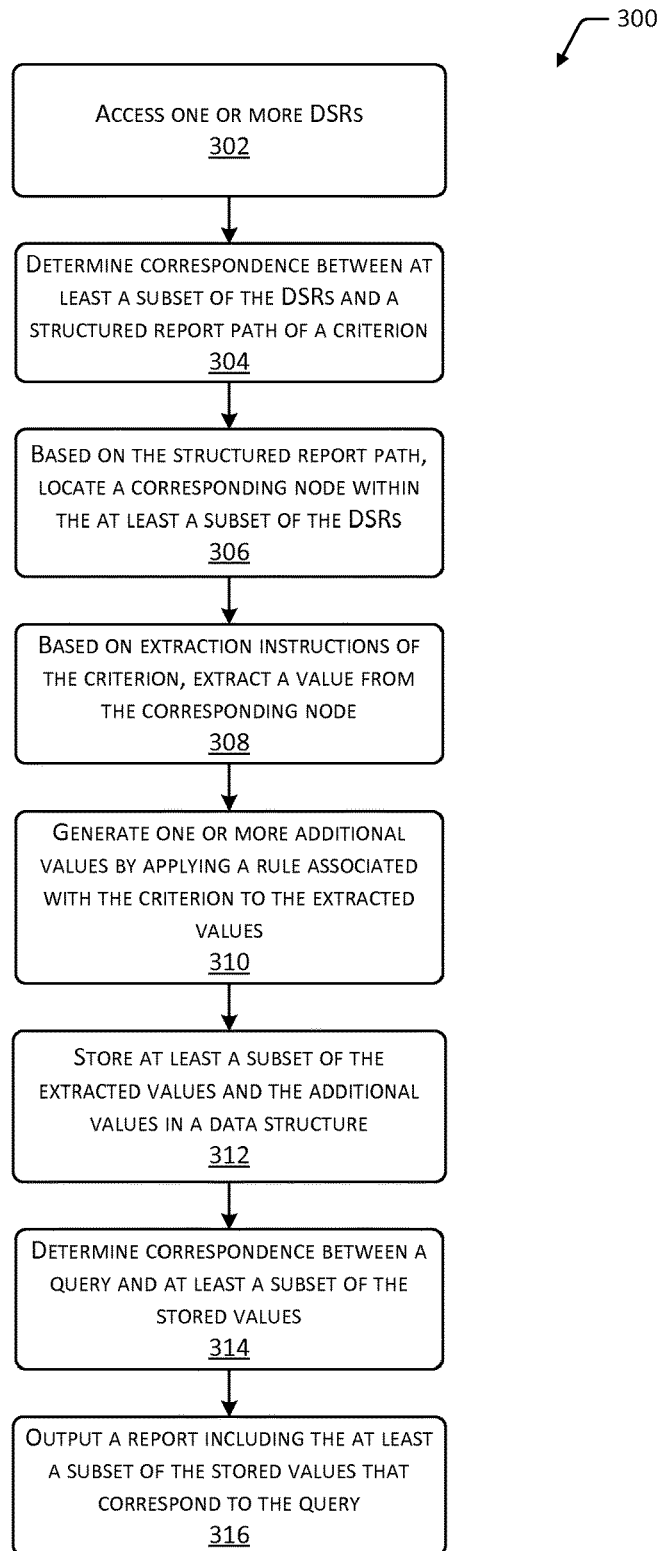 300
ACCESS ONE OR MORE DSRS
302
DETERMINE CORRESPONDENCE BETWEEN AT
LEAST A SUBSET OF THE DSRS AND A
STRUCTURED REPORT PATH OF A CRITERION
304
BASED ON THE STRUCTURED REPORT PATH,
LOCATE A CORRESPONDING NODE WITHIN
THE AT LEAST A SUBSET OF THE DSRS
306
BASED ON EXTRACTION INSTRUCTIONS OF
THE CRITERION, EXTRACT A VALUE FROM
THE CORRESPONDING NODE
308
GENERATE ONE OR MORE ADDITIONAL
VALUES BY APPLYING A RULE ASSOCIATED
WITH THE CRITERION TO THE EXTRACTED
VALUES
310
STORE AT LEAST A SUBSET OF THE
EXTRACTED VALUES AND THE ADDITIONAL
VALUES IN A DATA STRUCTURE
312
DETERMINE CORRESPONDENCE BETWEEN A
QUERY AND AT LEAST A SUBSET OF THE
STORED VALUES
314
OUTPUT A REPORT INCLUDING THE AT LEAST
A SUBSET OF THE STORED VALUES THAT
CORRESPOND TO THE QUERY
316